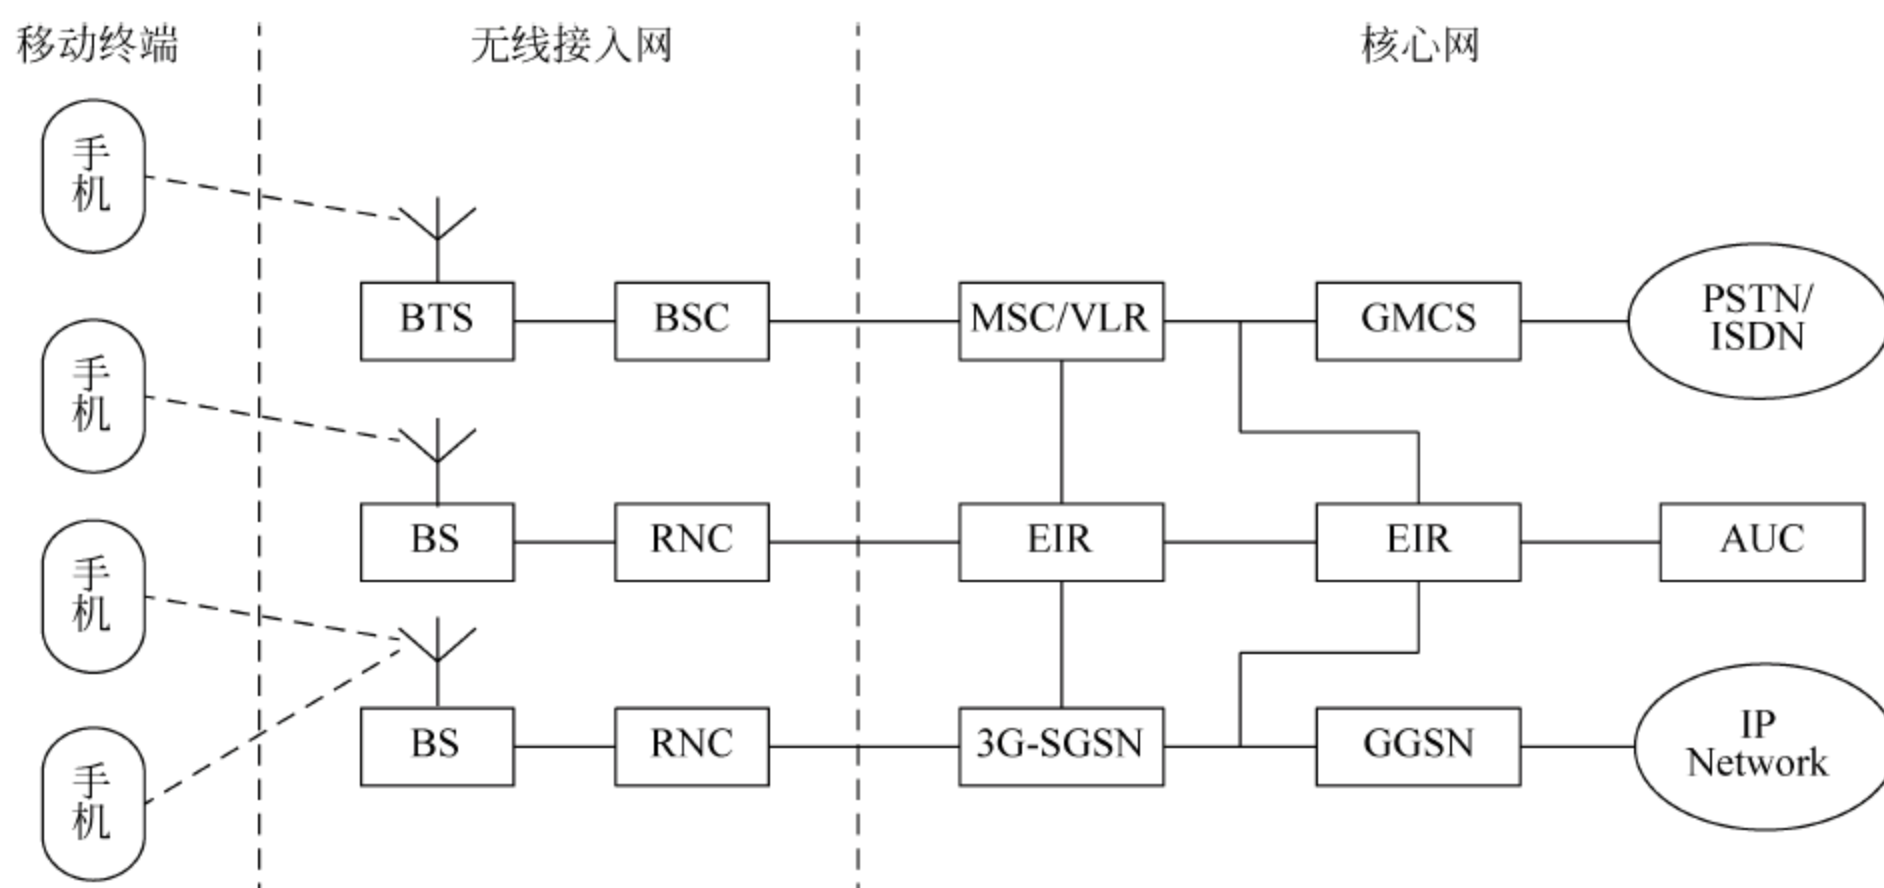 移动终端
无线接入网
核心网
手
机
BTS
BSC
MSC/VLR
GMCS
PSTN/
ISDN
手
机
BS
RNC
EIR
EIR
AUC
手
机
BS
RNC
3G-SGSN
GGSN
IP
Network
手
机